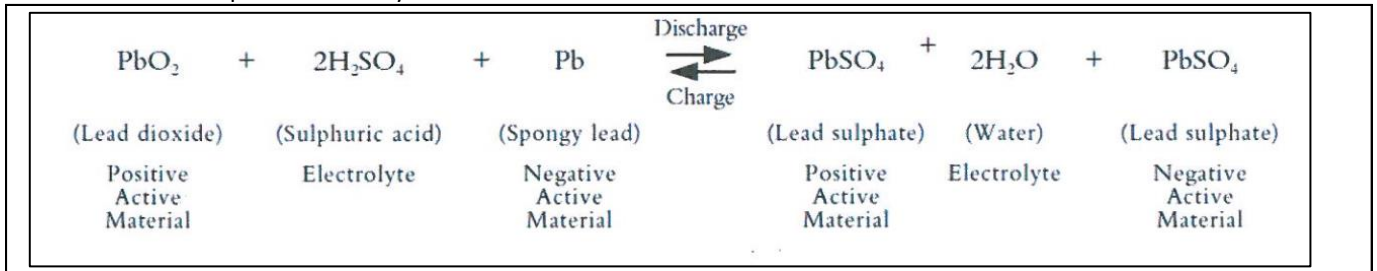 Discharge
PbO₂ + 2H₂SO₄ + Pb PbSO₄ + 2H₂O + PbSO₄
Charge
(Lead dioxide) (Sulphuric acid) (Spongy lead) (Lead sulphate) (Water) (Lead sulphate)
Positive Electrolyte Negative Positive Electrolyte Negative
Active Active Active Active
Material Material Material Material